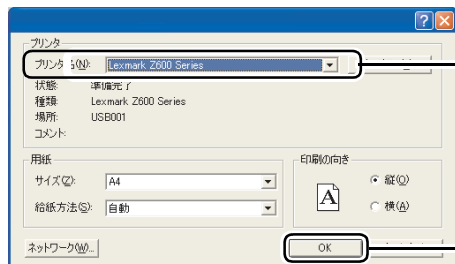 プリンタ
プリンタ名(N): Lexmark Z600 Series
状態: 準備完了
種類: Lexmark Z600 Series
場所: USB001
コメント:
用紙
サイズ(Z): A4
給紙方法(S): 自動
印刷の向き
A
縦(O)
横(A)
ネットワーク(W)...
OK